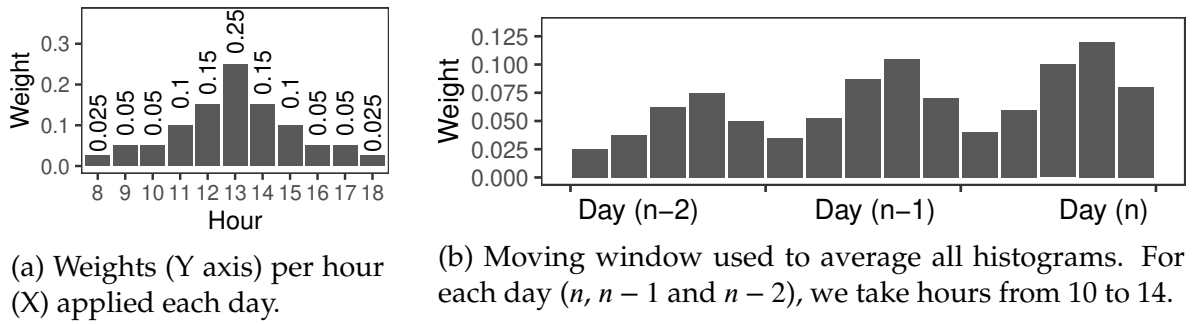 Weight
0.3
0.2
0.1
0.0
0.025
0.05
0.05
0.1
0.15
0.25
0.15
0.1
0.05
0.05
0.025
8 9 10 11 12 13 14 15 16 17 18
Hour
(a) Weights (Y axis) per hour
(X) applied each day.
Weight
0.125
0.100
0.075
0.050
0.025
0.000
Day (n−2) Day (n−1) Day (n)
(b) Moving window used to average all histograms. For
each day (n, n − 1 and n − 2), we take hours from 10 to 14.